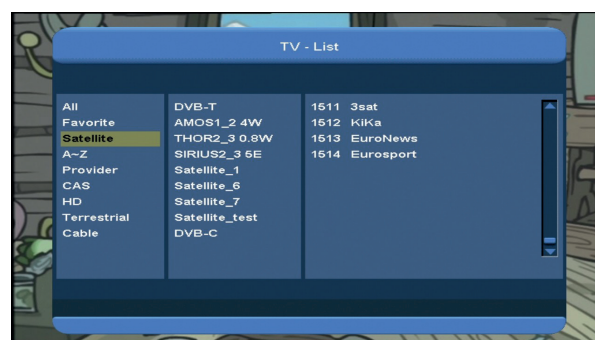 TV - List
All
Favorite
Satellite
A~Z
Provider
CAS
HD
Terrestrial
Cable
DVB-T
AMOS1_2 4W
THOR2_3 0.8W
SIRIUS2_3 5E
Satellite_1
Satellite_6
Satellite_7
Satellite_test
DVB-C
1511 3sat
1512 KiKa
1513 EuroNews
1514 Eurosport